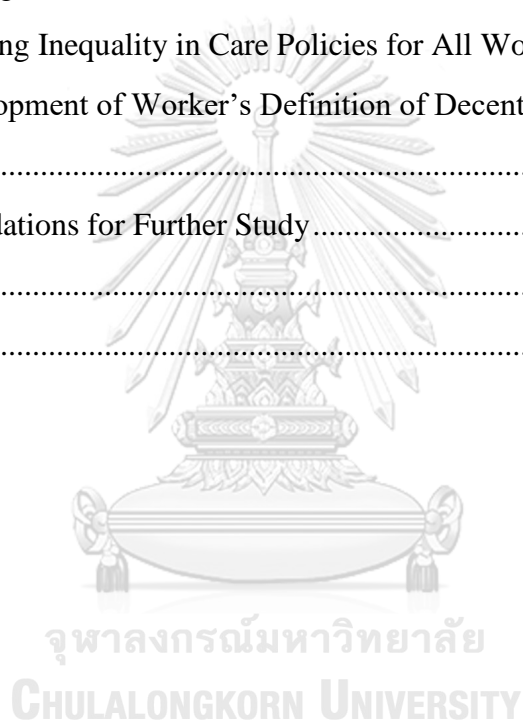 ng Inequality in Care Policies for All Wo
opment of Worker's Definition of Decent
dations for Further Study
จุฬาลงกรณ์มหาวิทยาลัย
CHULALONGKORN UNIVERSITY